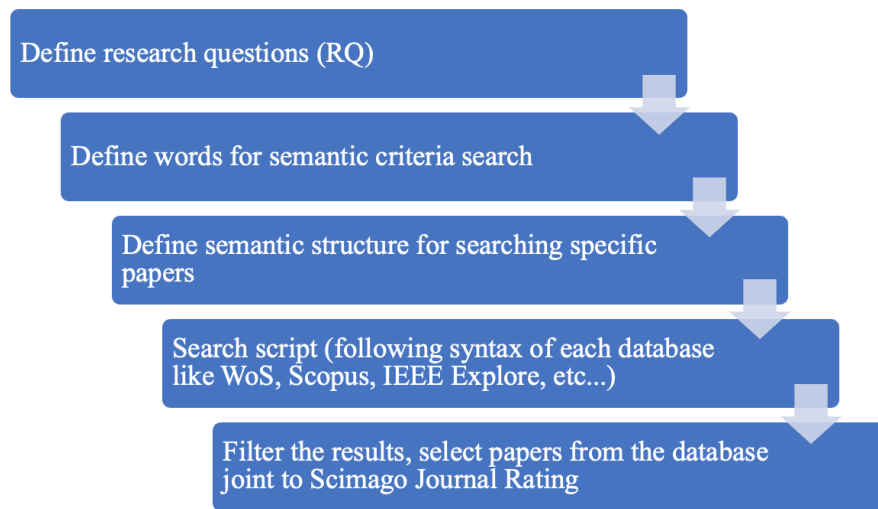 Define research questions (RQ)
Define words for semantic criteria search
Define semantic structure for searching specific
papers
Search script (following syntax of each database
like WoS, Scopus, IEEE Explore, etc...)
Filter the results, select papers from the database
joint to Scimago Journal Rating